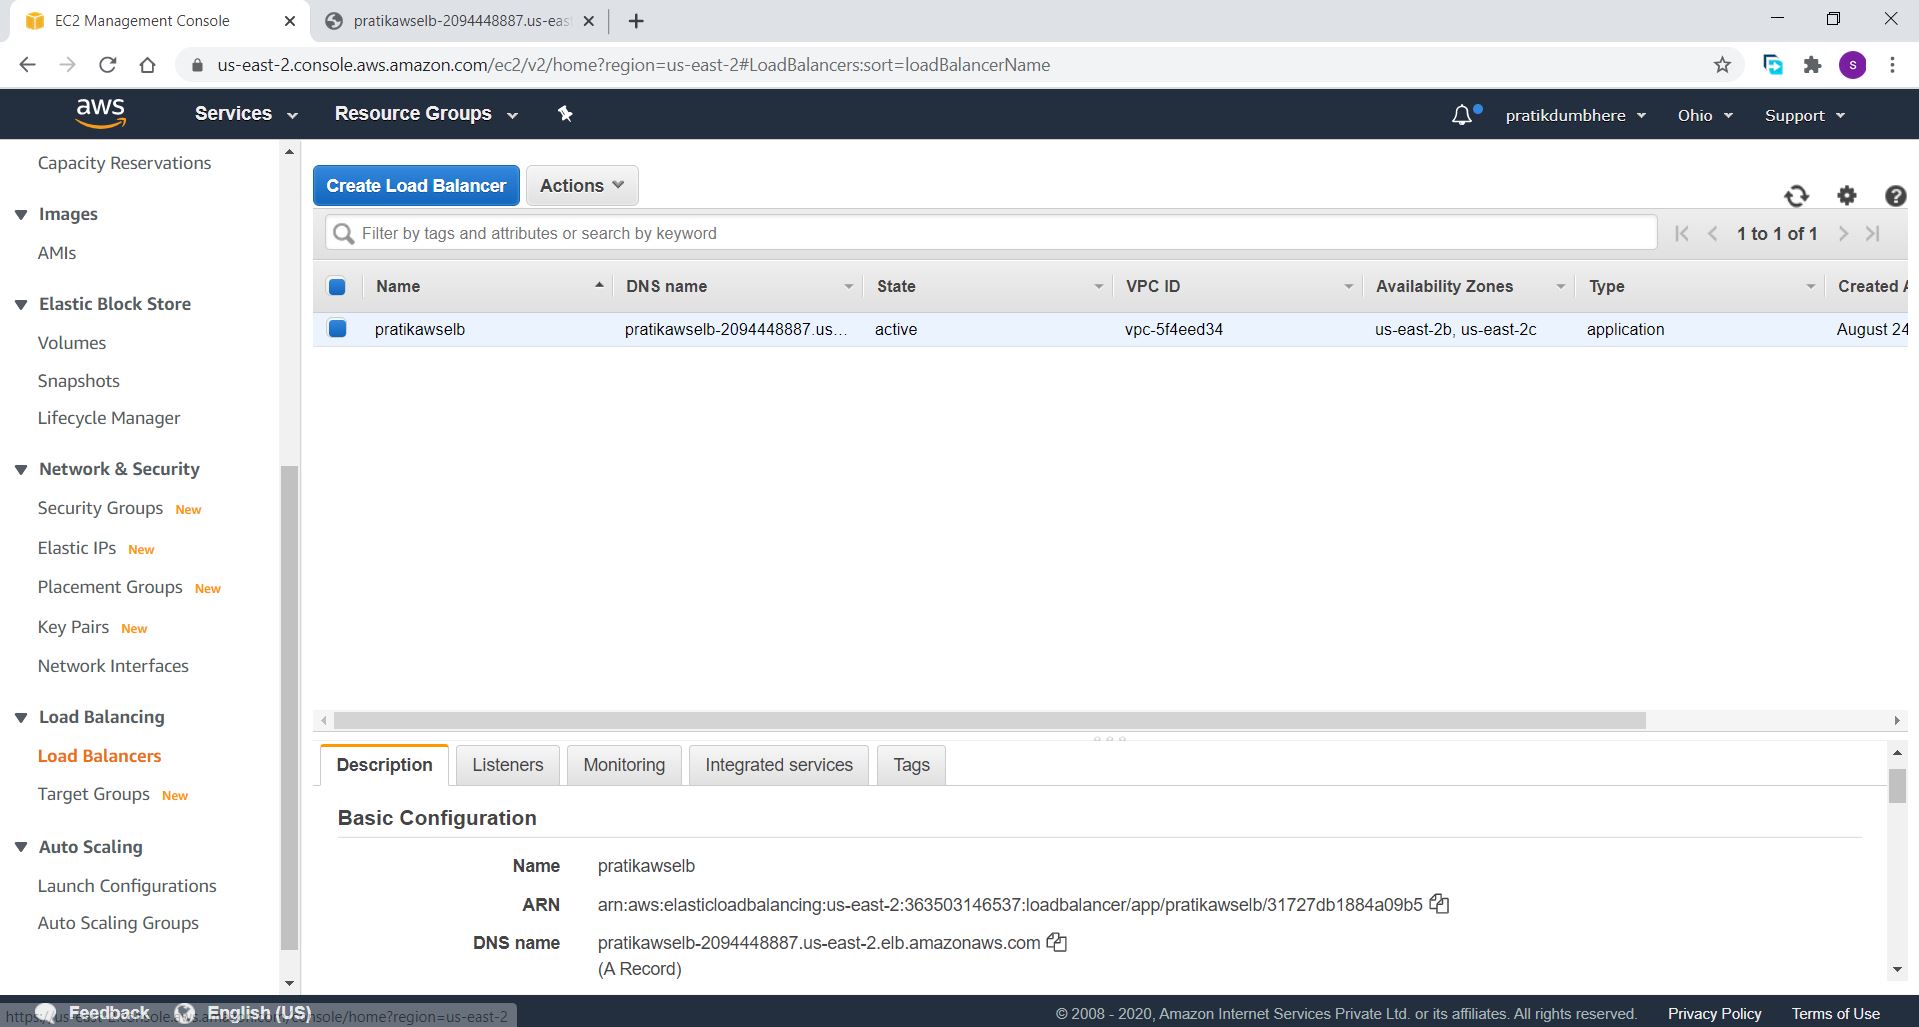 EC2 Management Console
pratikawselb-2094448887.us-east
us-east-2.console.aws.amazon.com/ec2/v2/home?region=us-east-2#LoadBalancers:sort=loadBalancerName
s
aws
Services
Resource Groups
pratikdumbhere
Ohio
Support
Capacity Reservations
Images
AMIs
Elastic Block Store
Volumes
Snapshots
Lifecycle Manager
Network & Security
Security Groups New
Elastic IPs New
Placement Groups New
Key Pairs New
Network Interfaces
Load Balancing
Load Balancers
Target Groups New
Auto Scaling
Launch Configurations
Auto Scaling Groups
Create Load Balancer
Actions
Filter by tags and attributes or search by keyword
1 to 1 of 1
Name DNS name State VPC ID Availability Zones Type Created A
pratikawselb pratikawselb-2094448887.us... active vpc-5f4eed34 us-east-2b, us-east-2c application August 24
Description Listeners Monitoring Integrated services Tags
Basic Configuration
Name pratikawselb
ARN arn:aws:elasticloadbalancing:us-east-2:363503146537:loadbalancer/app/pratikawselb/31727db1884a09b5
DNS name pratikawselb-2094448887.us-east-2.elb.amazonaws.com
(A Record)
Feedback English (US)
https://us-east-2.console.aws.amazon.com/console/home?region=us-east-2
© 2008 - 2020, Amazon Internet Services Private Ltd. or its affiliates. All rights reserved. Privacy Policy Terms of Use